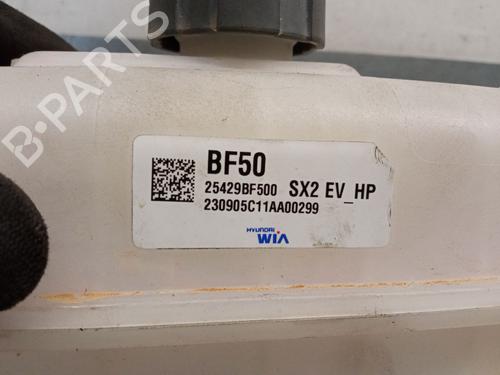 B-PARTS
BF50
25429BF500 SX2 EV_HP
230905C11AA00299
HYUNDAI
WIA